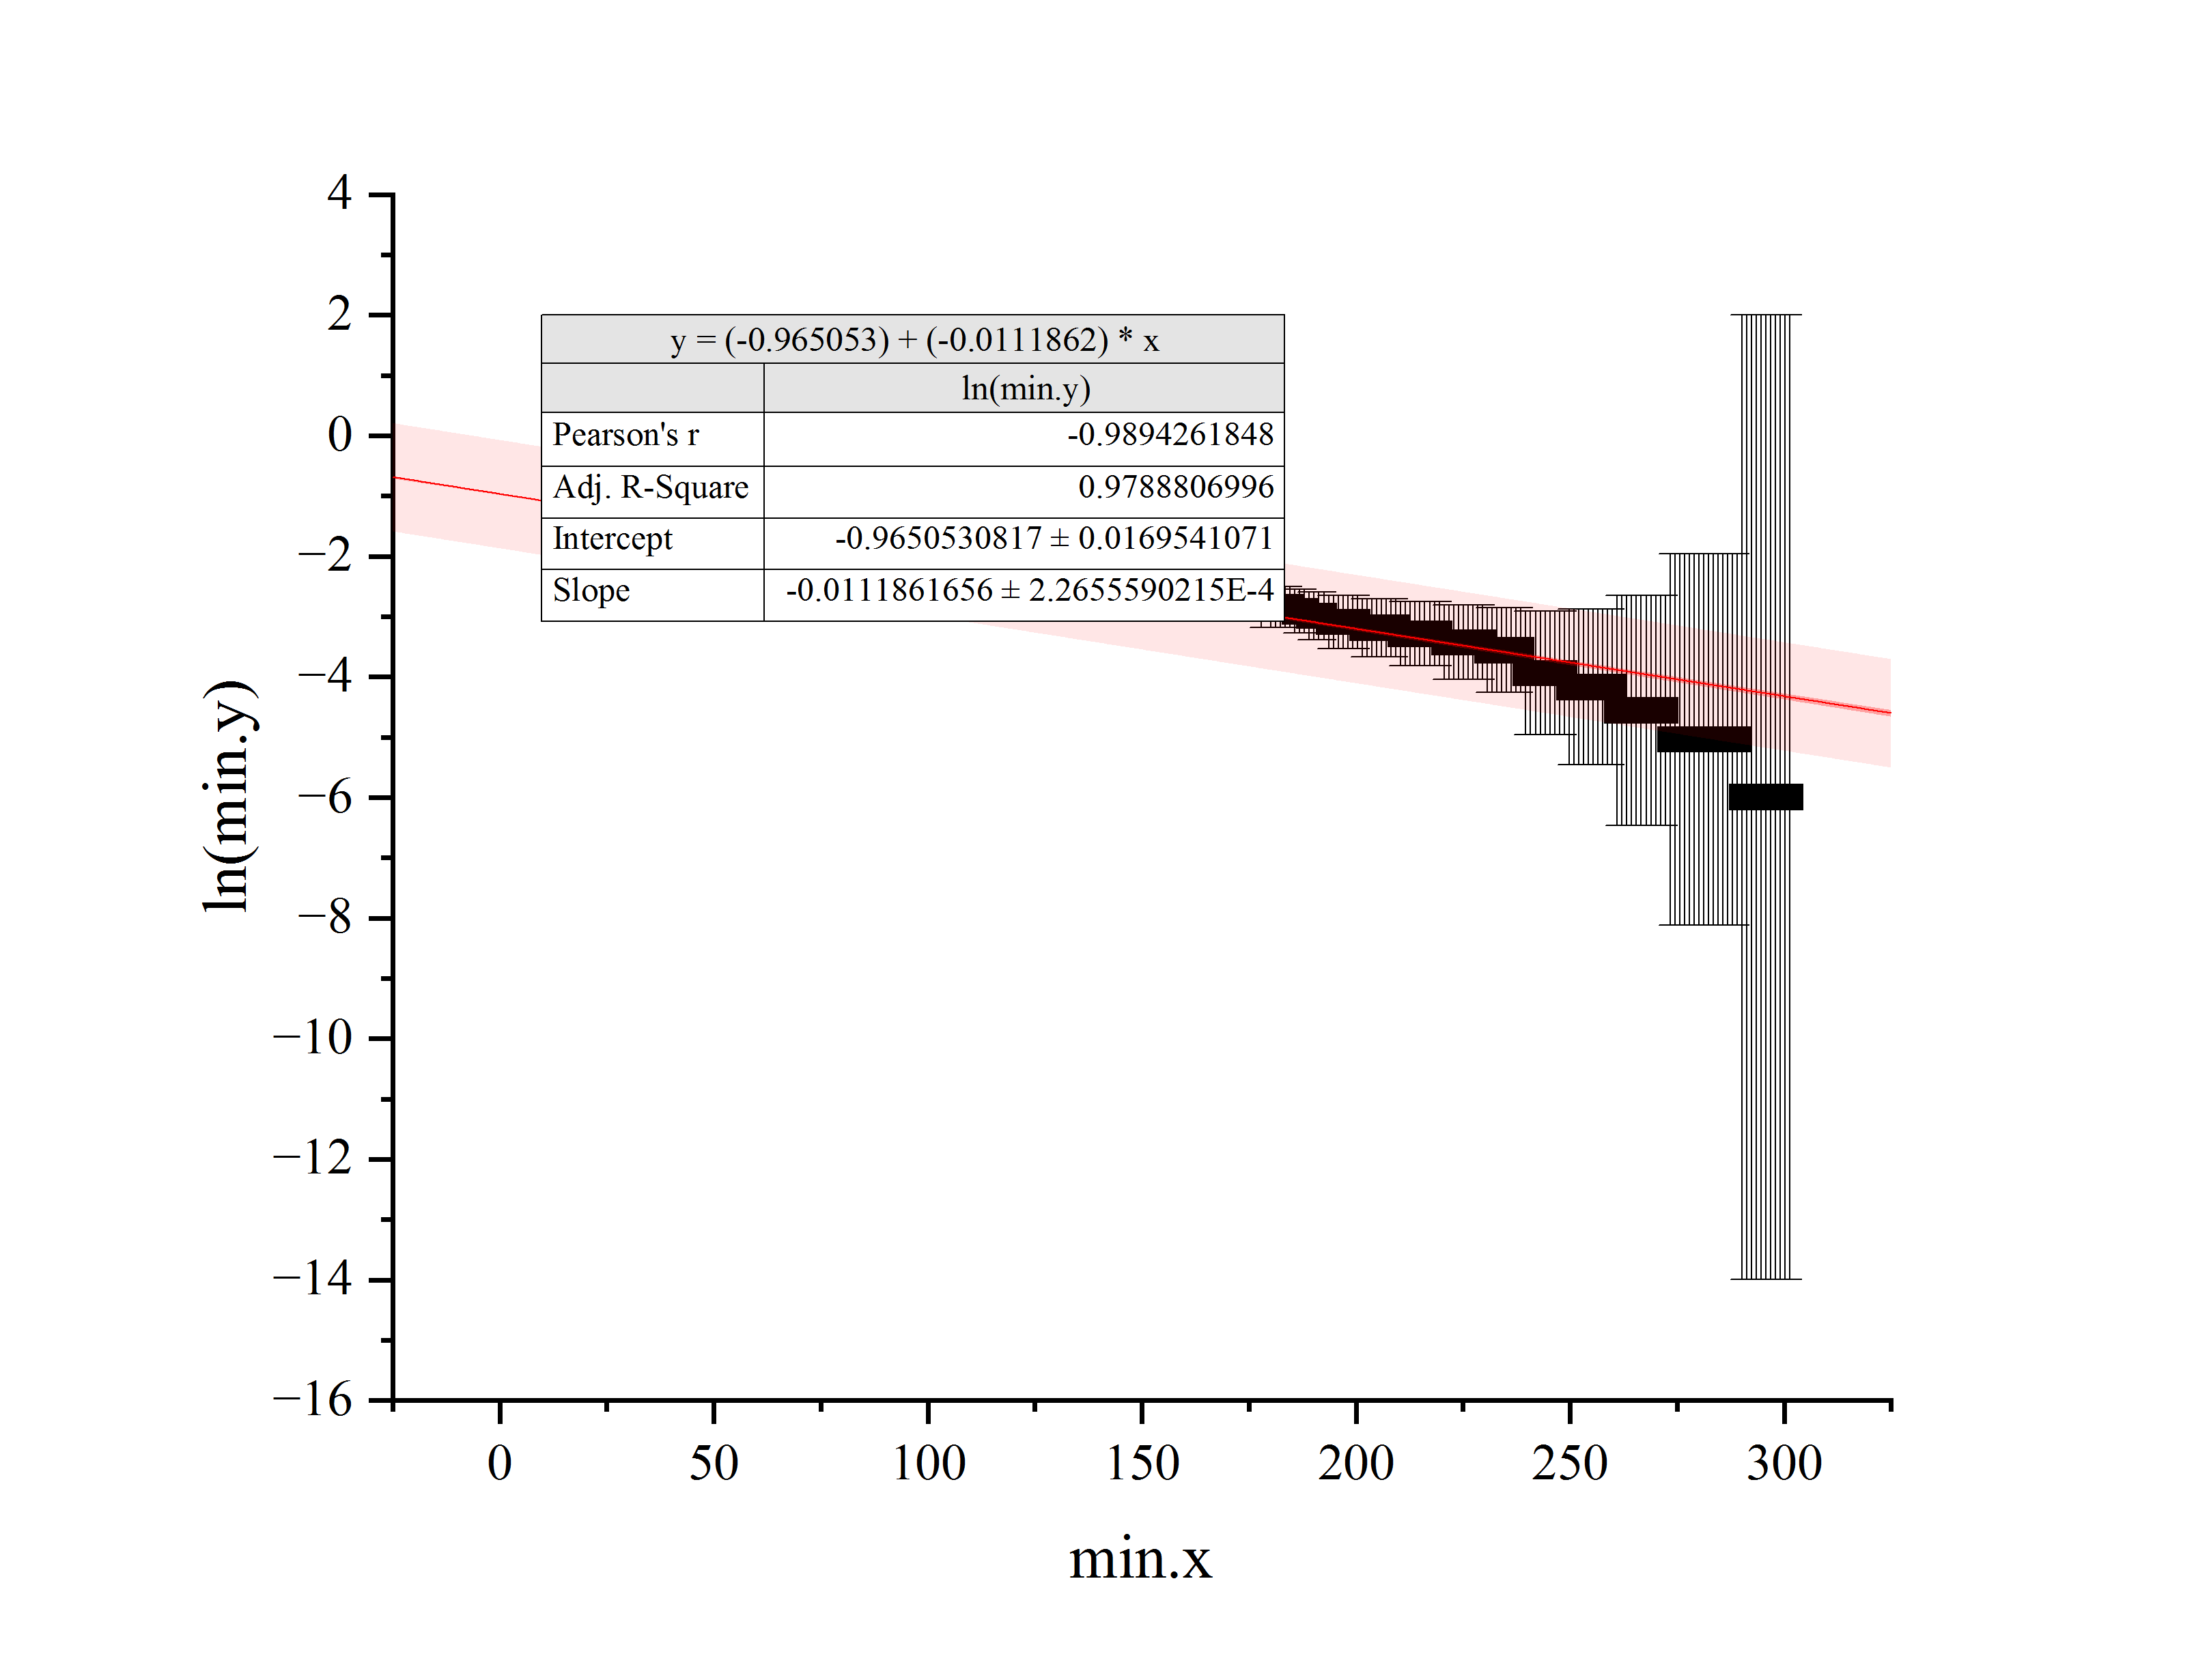 4
2
0
−2
−4
−6
−8
−10
−12
−14
−16
ln(min.y)
y = (-0.965053) + (-0.0111862) * x
ln(min.y)
Pearson's r -0.9894261848
Adj. R-Square 0.9788806996
Intercept -0.9650530817 ± 0.0169541071
Slope -0.0111861656 ± 2.2655590215E-4
0 50 100 150 200 250 300
min.x